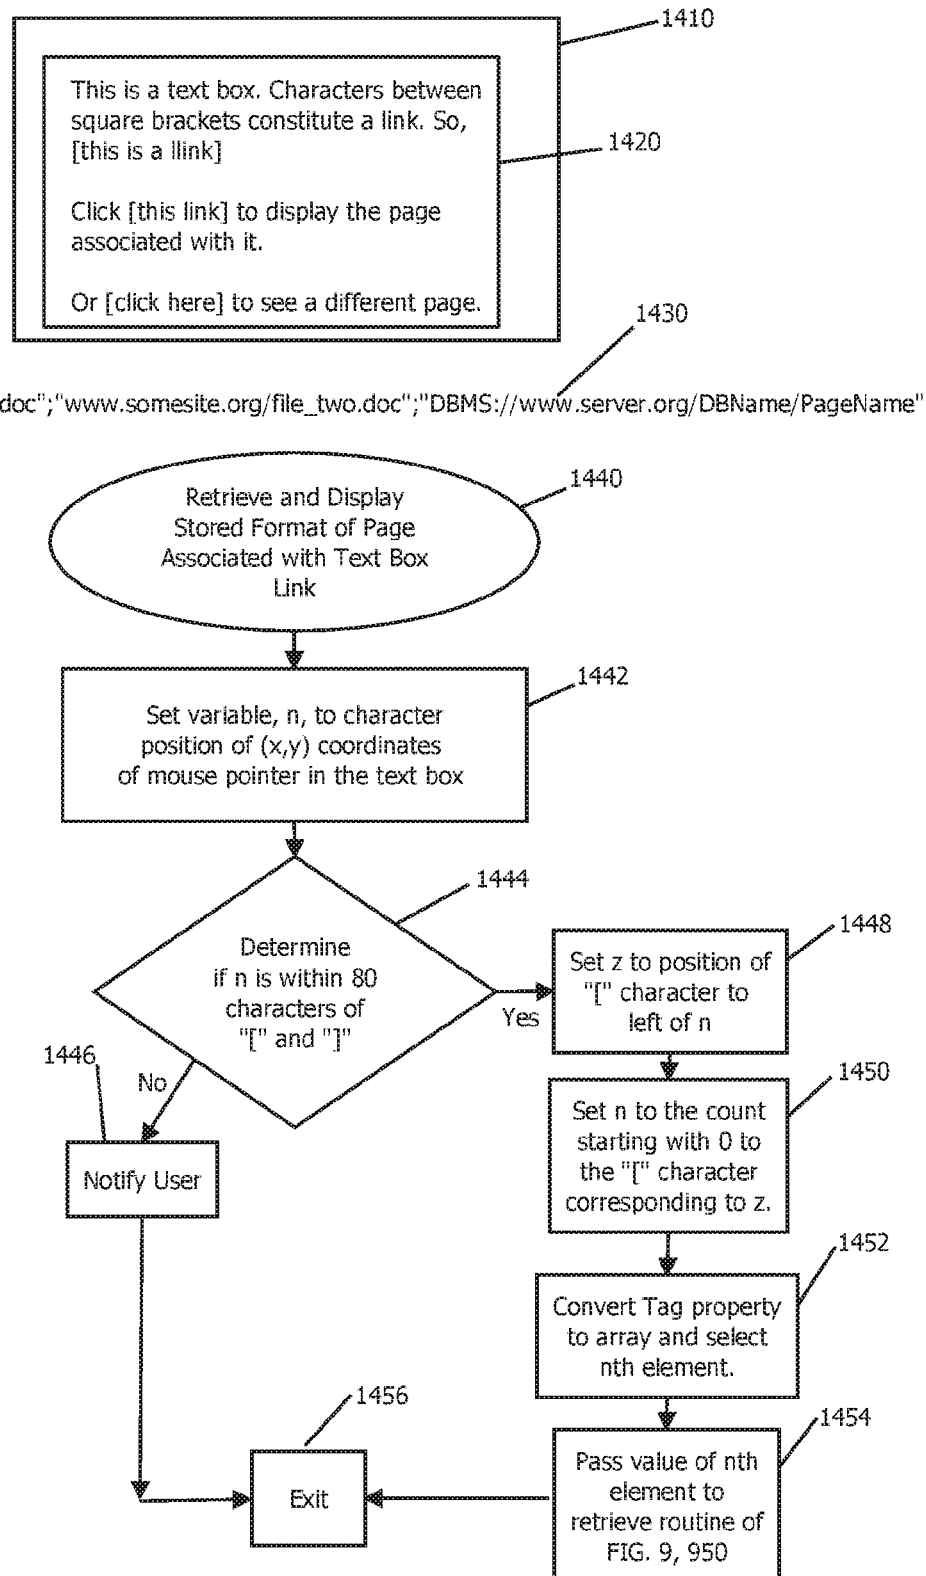 1410
This is a text box. Characters between
square brackets constitute a link. So,
[this is a llink]
1420
Click [this link] to display the page
associated with it.
Or [click here] to see a different page.
1430
doc";"www.somesite.org/file_two.doc";"DBMS://www.server.org/DBName/PageName"
1440
Retrieve and Display
Stored Format of Page
Associated with Text Box
Link
1442
Set variable, n, to character
position of (x,y) coordinates
of mouse pointer in the text box
1444
Determine
if n is within 80
characters of
"[" and "]"
Yes
No
1448
Set z to position of
"[" character to
left of n
1446
Notify User
1450
Set n to the count
starting with 0 to
the "[" character
corresponding to z.
1452
Convert Tag property
to array and select
nth element.
1454
Pass value of nth
element to
retrieve routine of
FIG. 9, 950
1456
Exit